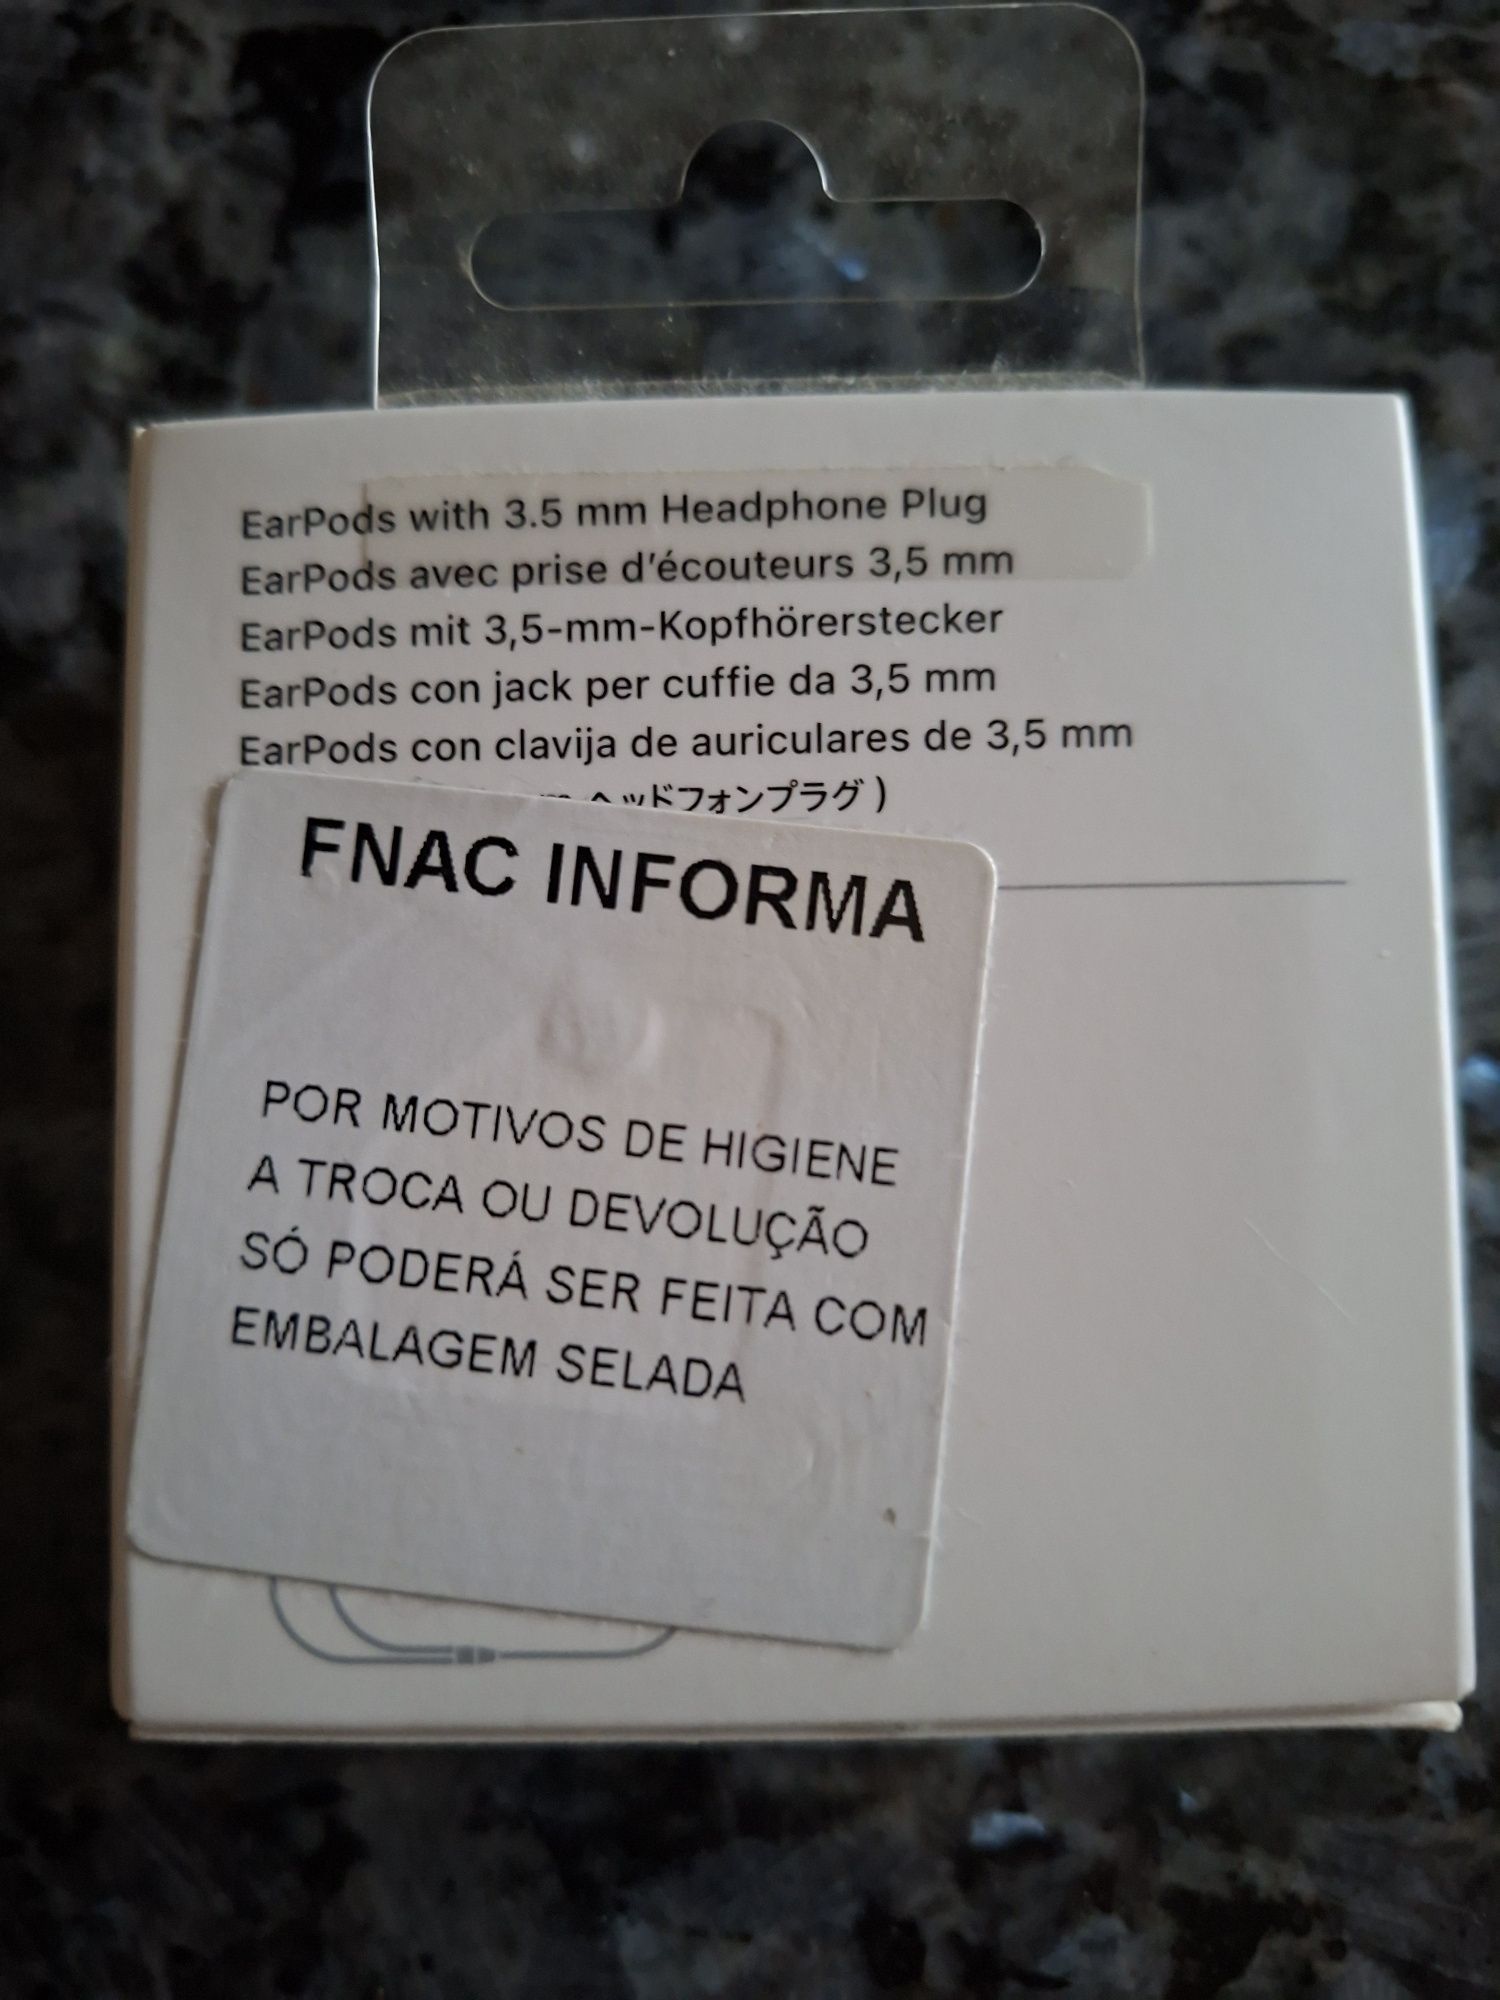 EarPods with 3.5 mm Headphone Plug
EarPods avec prise d'écouteurs 3,5 mm
EarPods mit 3,5-mm-Kopfhörerstecker
EarPods con jack per cuffie da 3,5 mm
EarPods con clavija de auriculares de 3,5 mm
ヘッドフォンプラグ )
FNAC INFORMA
POR MOTIVOS DE HIGIENE
A TROCA OU DEVOLUÇÃO
SÓ PODERÁ SER FEITA COM
EMBALAGEM SELADA